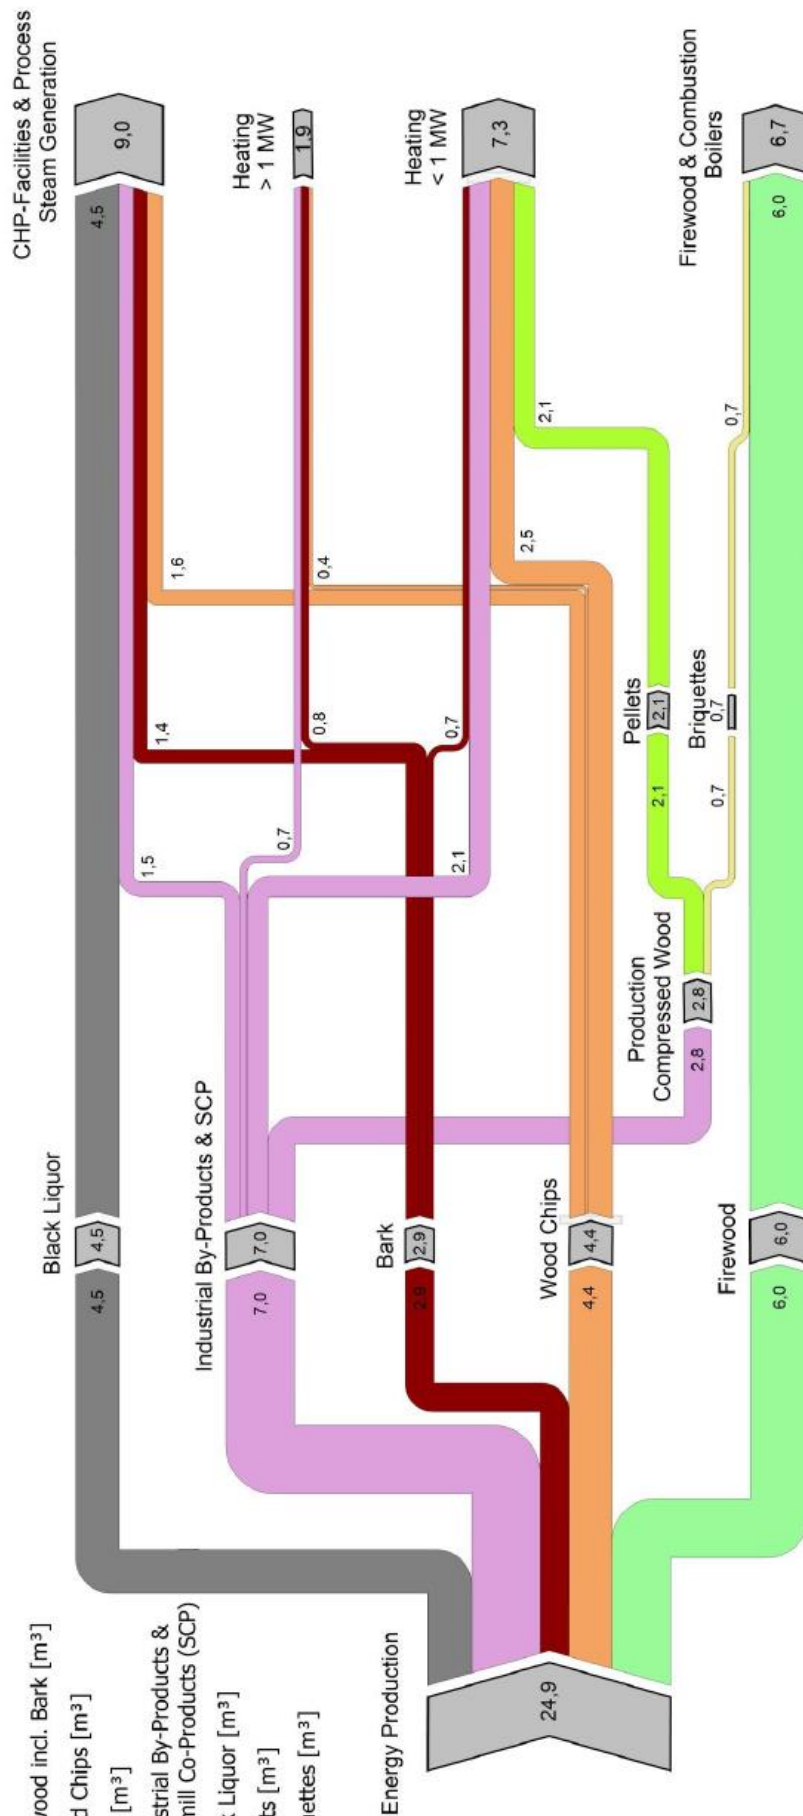 wood incl. Bark [m³]
d Chips [m³]
[m³]
strial By-Products &
mill Co-Products (SCP)
k Liquor [m³]
ts [m³]
uettes [m³]
Energy Production
24,9
Black Liquor
4,5
4,5
4,5
Industrial By-Products & SCP
7,0
7,0
1,5
0,7
2,1
Bark
2,9
2,9
1,4
0,8
0,7
Wood Chips
4,4
4,4
1,6
0,4
2,5
Production
Compressed Wood
2,8
2,8
Pellets
2,1
2,1
2,1
Briquettes
0,7
0,7
0,7
Firewood
6,0
6,0
6,0
CHP-Facilities & Process
Steam Generation
9,0
Heating
> 1 MW
1,9
Heating
< 1 MW
7,3
Firewood & Combustion
Boilers
6,7